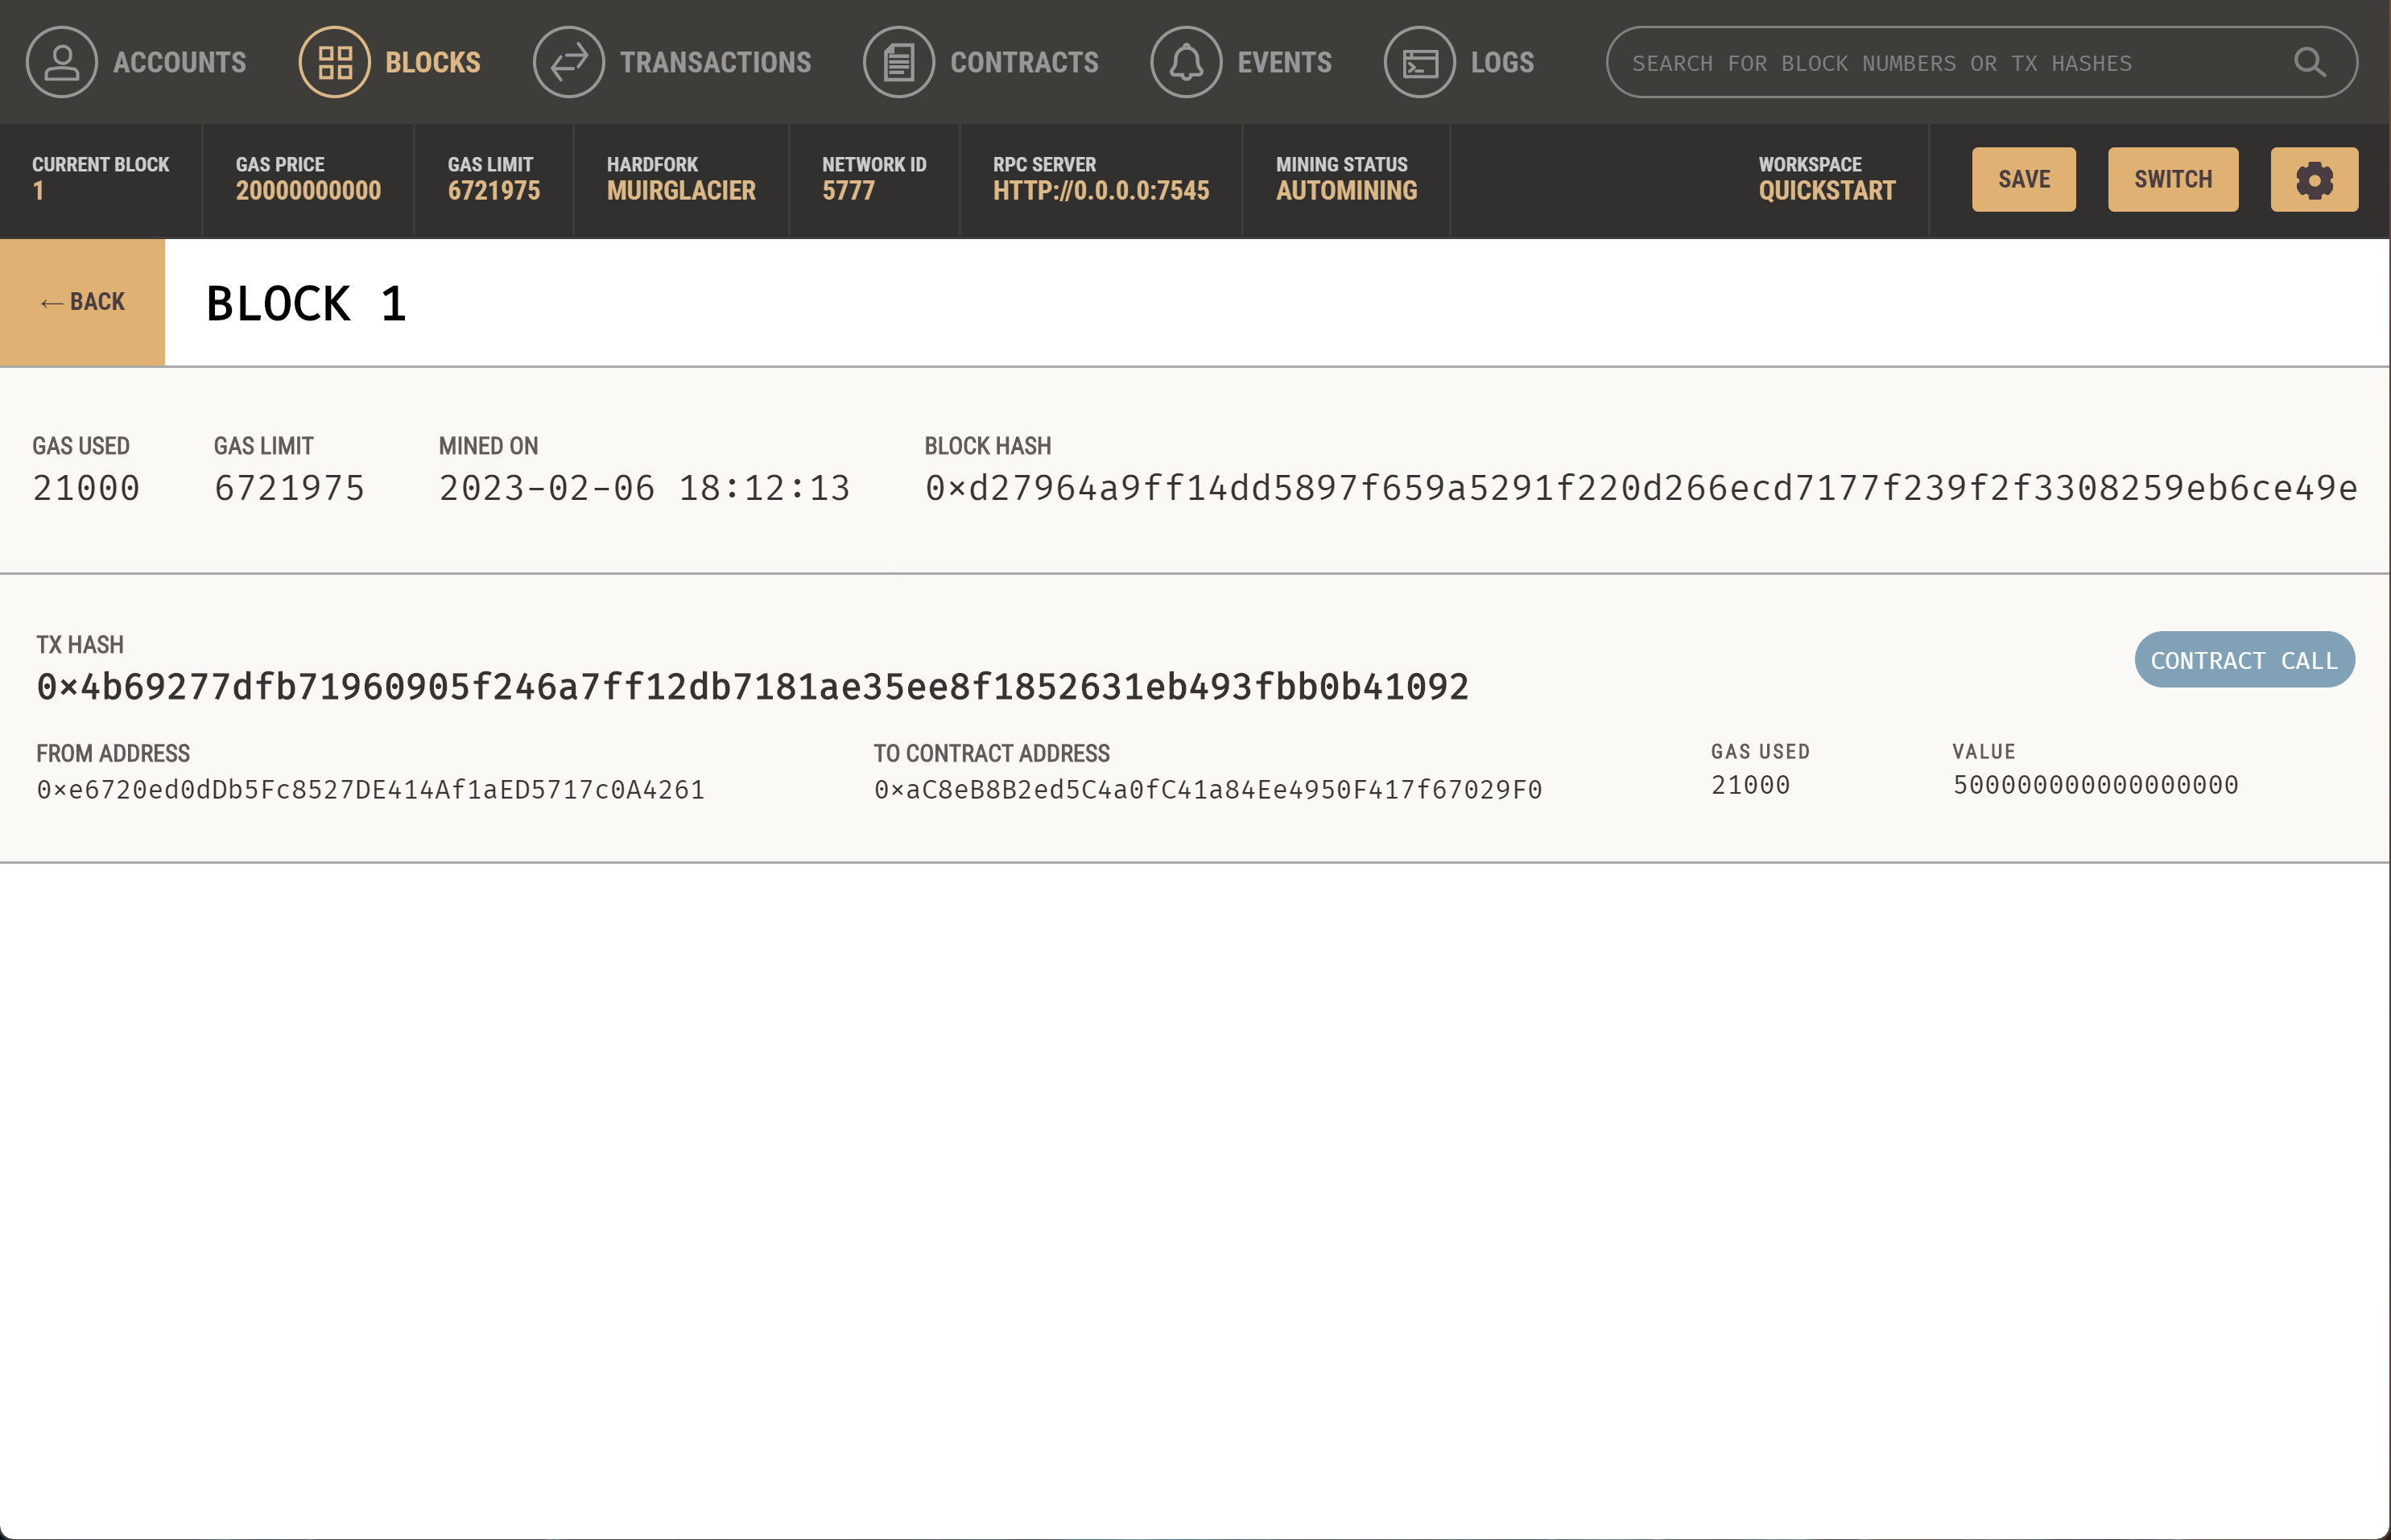 ACCOUNTS BLOCKS TRANSACTIONS CONTRACTS EVENTS LOGS SEARCH FOR BLOCK NUMBERS OR TX HASHES
CURRENT BLOCK GAS PRICE GAS LIMIT HARDFORK NETWORK ID RPC SERVER MINING STATUS WORKSPACE
1 20000000000 6721975 MUIRGLACIER 5777 HTTP://0.0.0.0:7545 AUTOMINING QUICKSTART SAVE SWITCH
← BACK BLOCK 1
GAS USED GAS LIMIT MINED ON BLOCK HASH
21000 6721975 2023-02-06 18:12:13 0×d27964a9ff14dd5897f659a5291f220d266ecd7177f239f2f3308259eb6ce49e
TX HASH
0×4b69277dfb71960905f246a7ff12db7181ae35ee8f1852631eb493fbb0b41092 CONTRACT CALL
FROM ADDRESS TO CONTRACT ADDRESS GAS USED VALUE
0×e6720ed0dDb5Fc8527DE414Af1aED5717c0A4261 0×aC8eB8B2ed5C4a0fC41a84Ee4950F417f67029F0 21000 500000000000000000